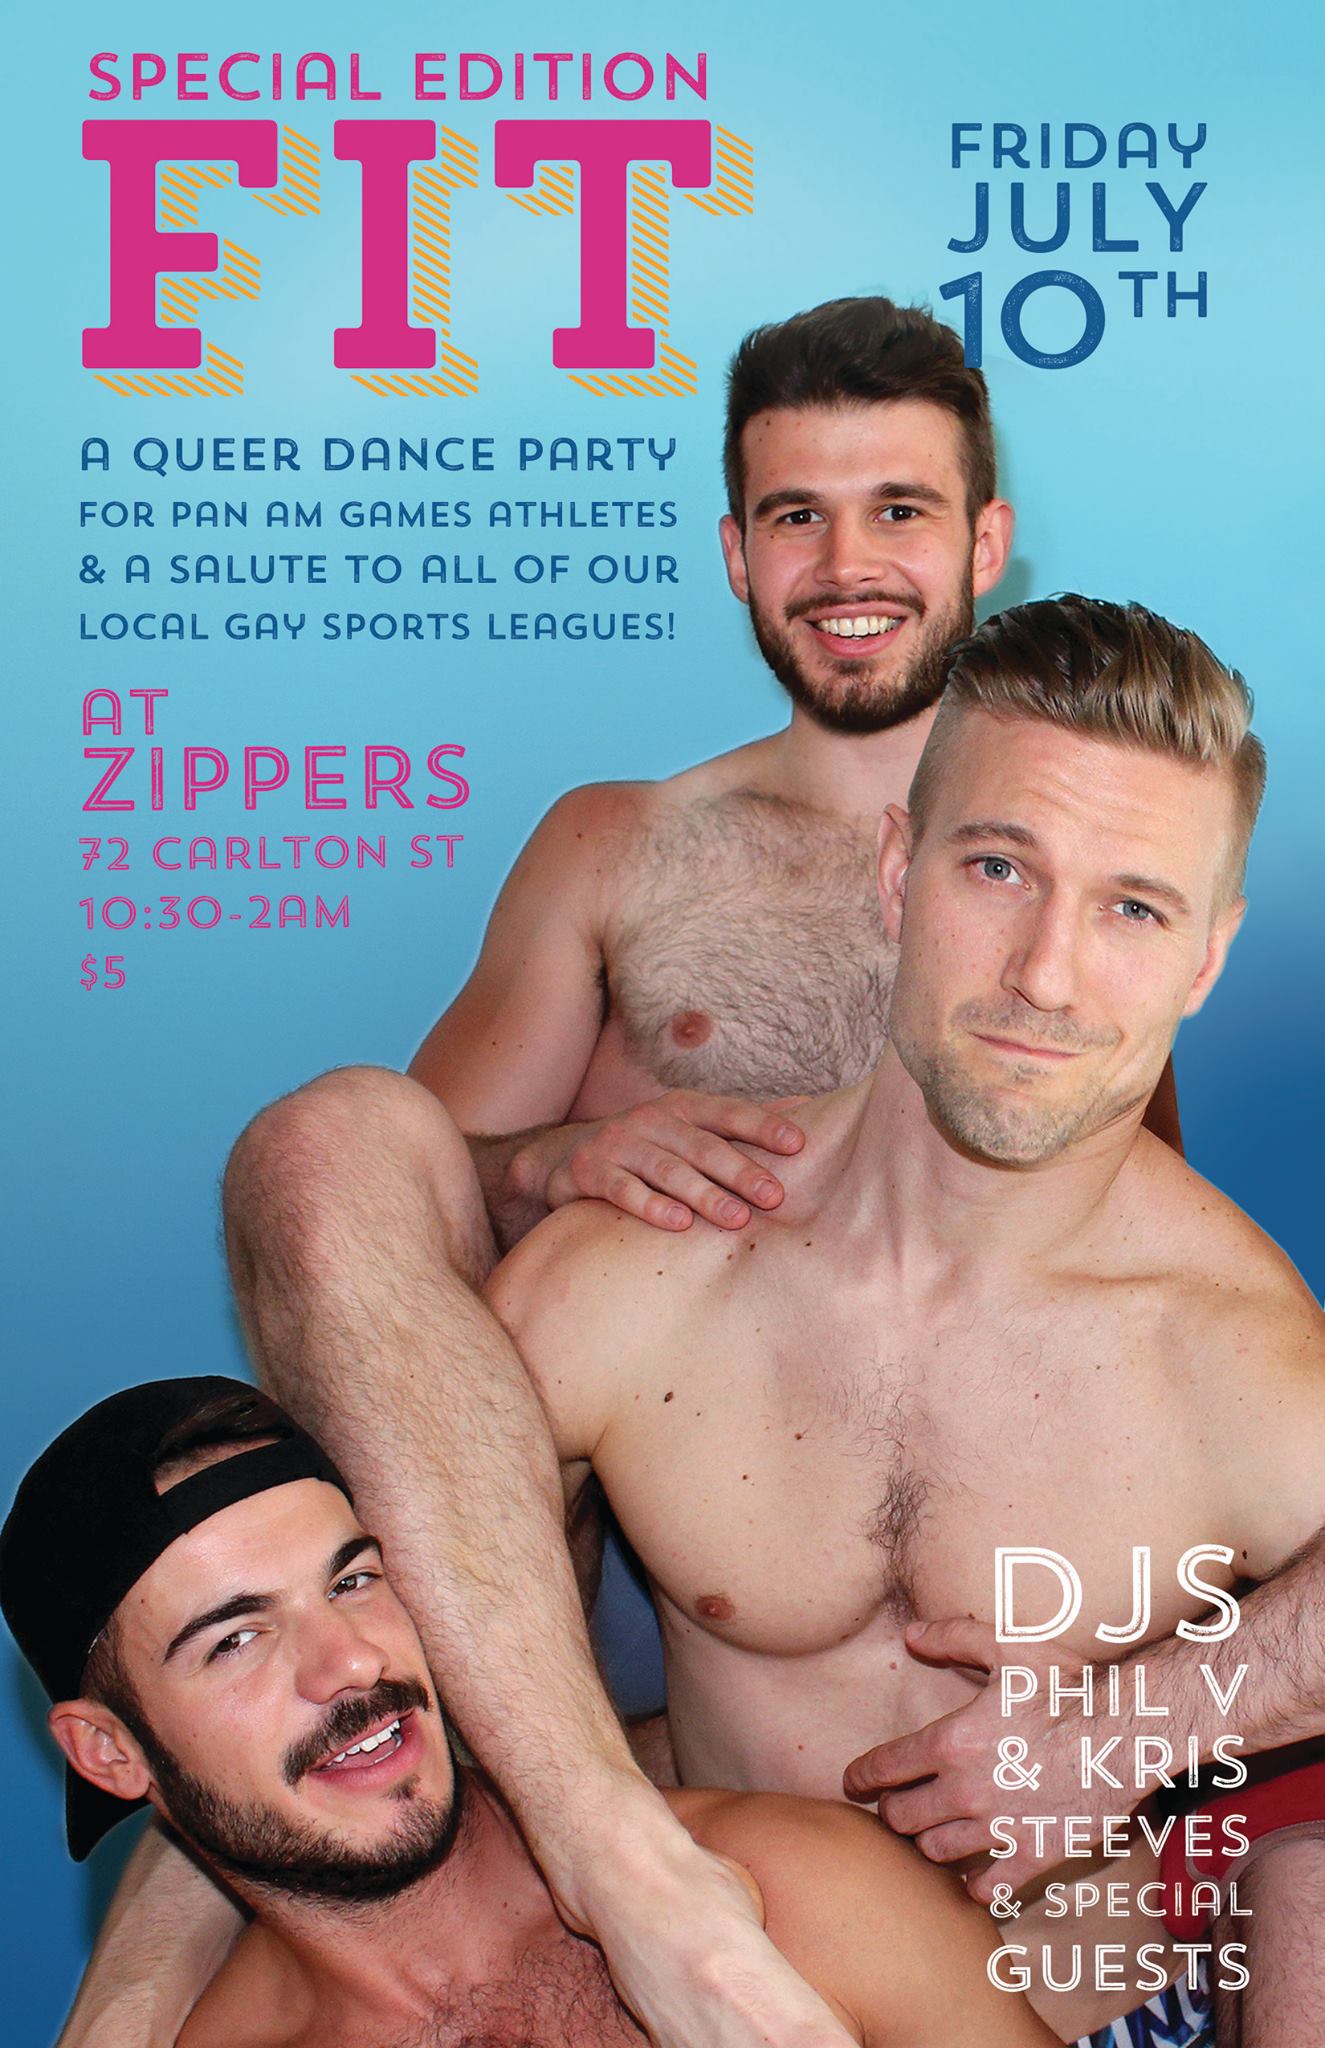 SPECIAL EDITION
FIT
FRIDAY
JULY
10TH
A QUEER DANCE PARTY
FOR PAN AM GAMES ATHLETES
& A SALUTE TO ALL OF OUR
LOCAL GAY SPORTS LEAGUES!
AT
ZIPPERS
72 CARLTON ST
10:30-2AM
$5
DJS
PHIL V
& KRIS
STEEVES
& SPECIAL
GUESTS